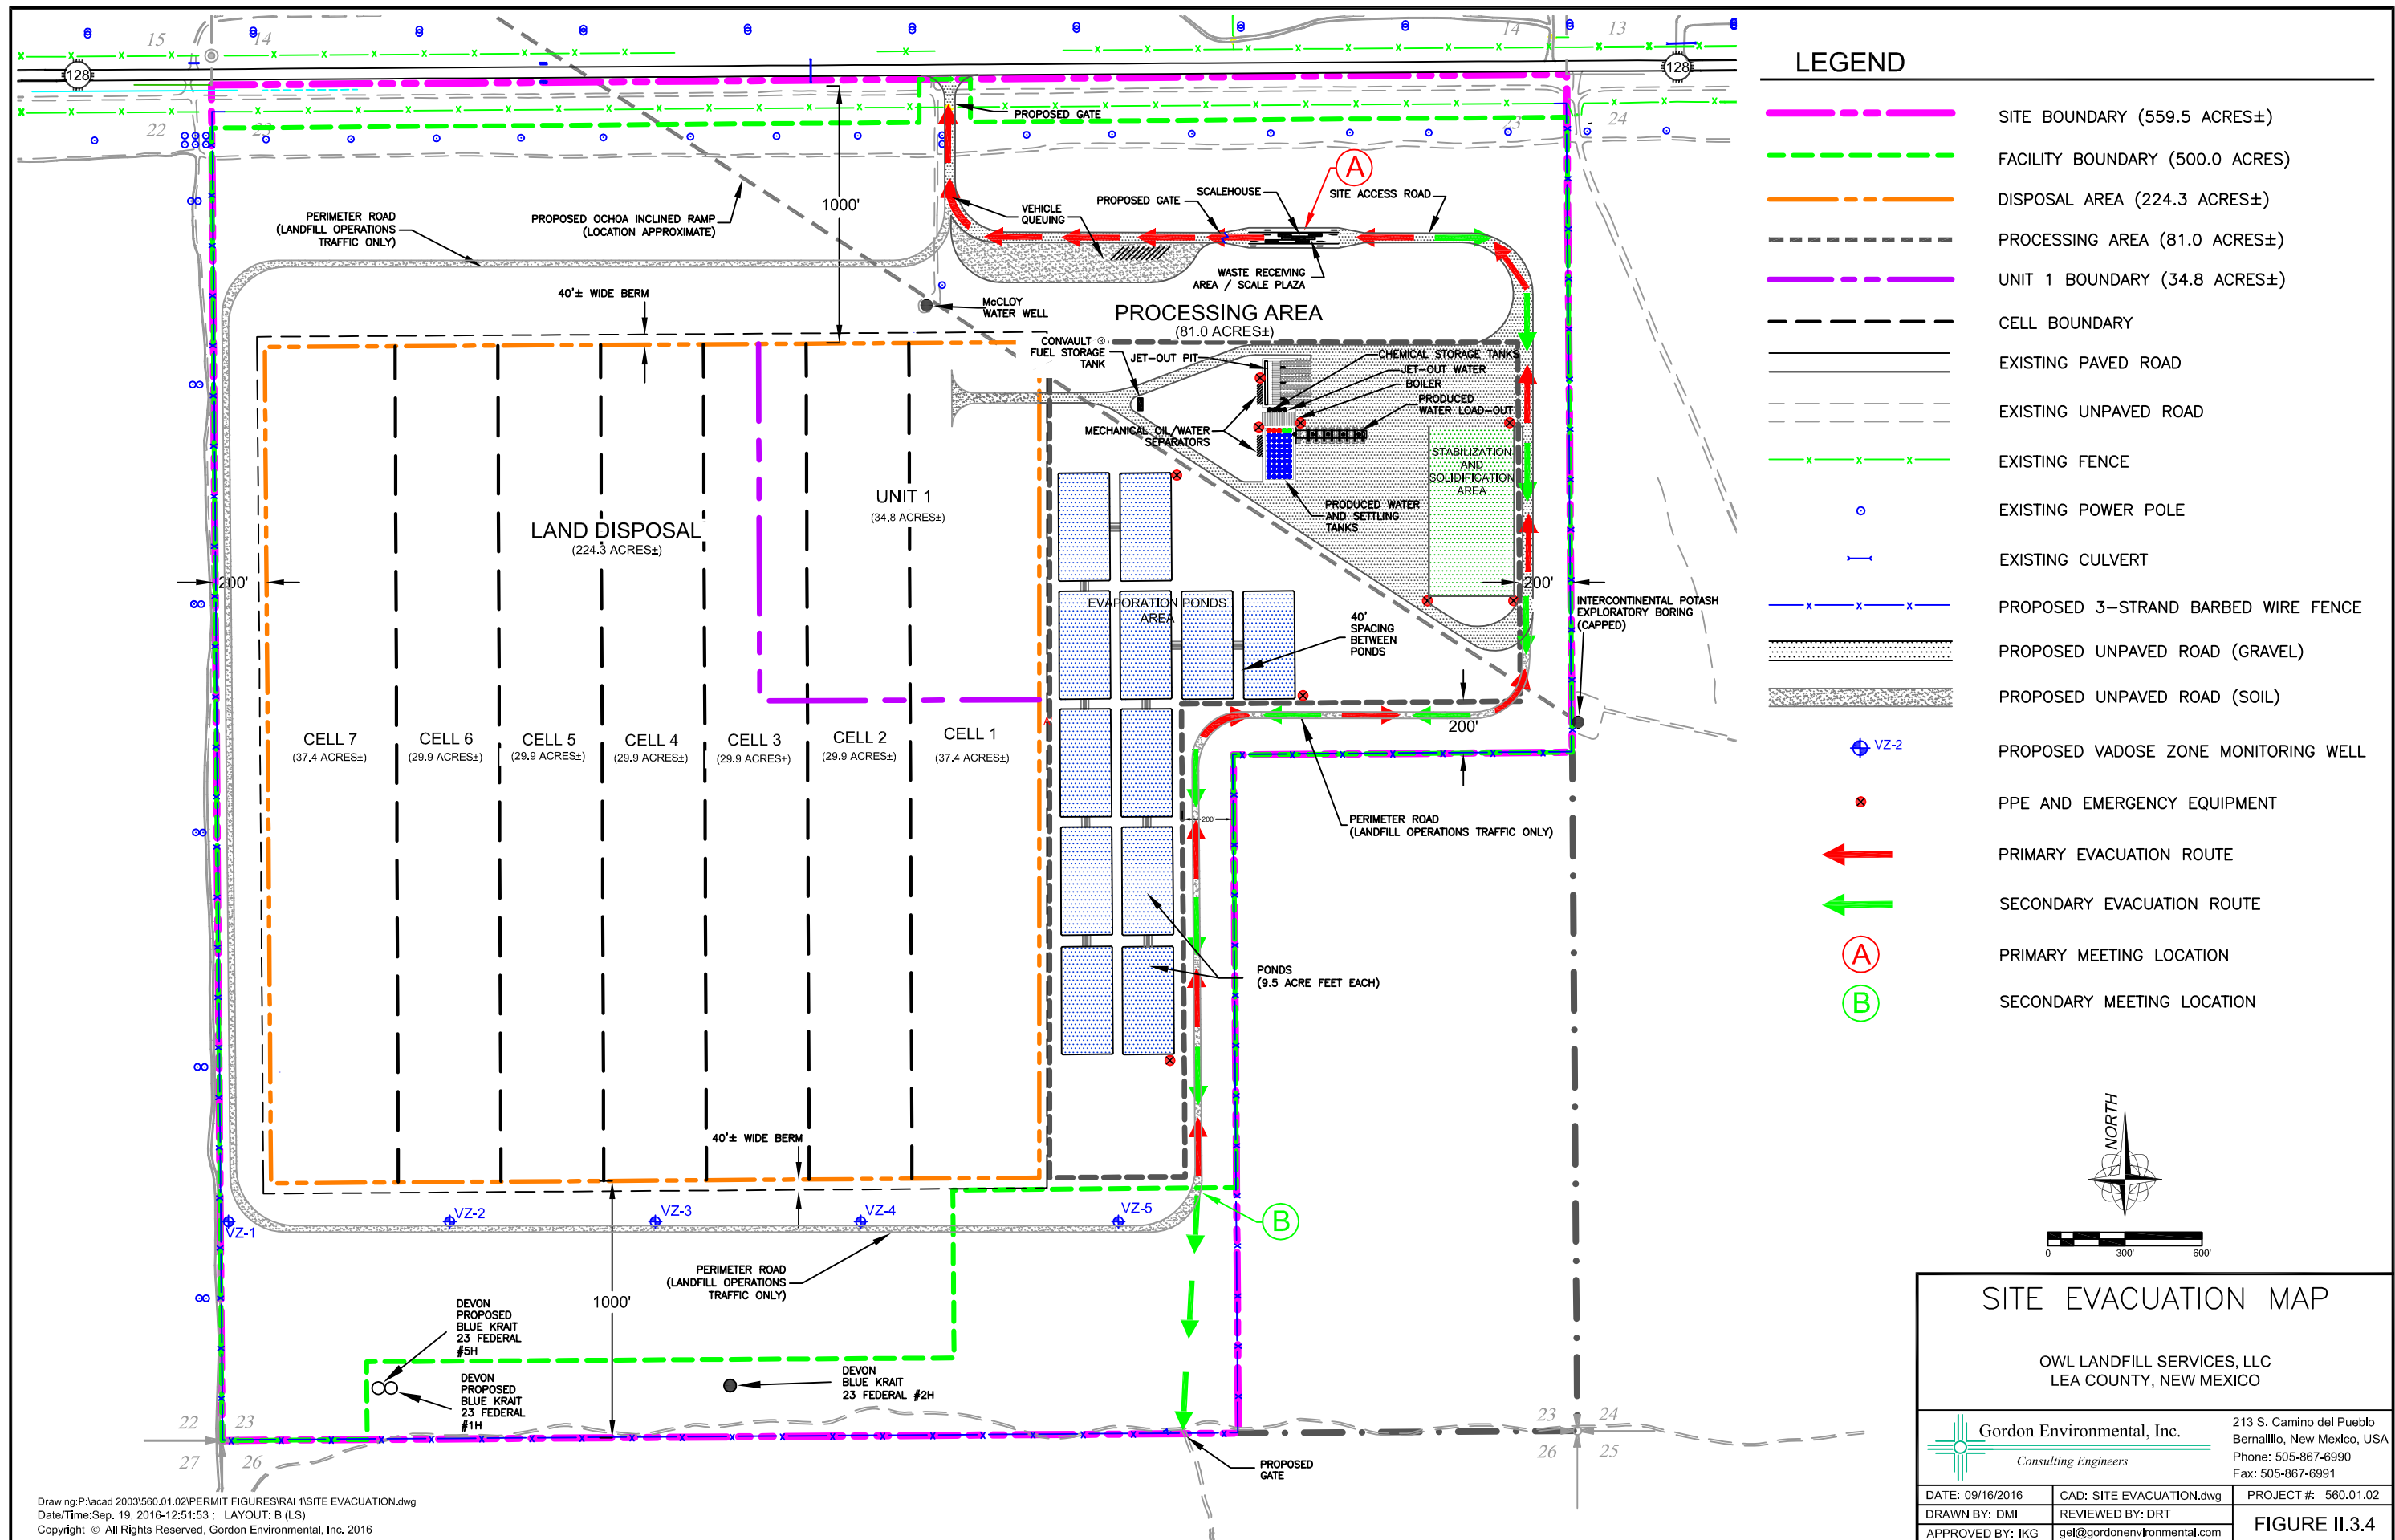 15
14
14
13
128
128
22
23
23
24
PROPOSED GATE
1000'
PERIMETER ROAD
(LANDFILL OPERATIONS
TRAFFIC ONLY)
PROPOSED OCHOA INCLINED RAMP
(LOCATION APPROXIMATE)
VEHICLE
QUEUING
PROPOSED GATE
SCALEHOUSE
A
SITE ACCESS ROAD
WASTE RECEIVING
AREA / SCALE PLAZA
40'± WIDE BERM
McCLOY
WATER WELL
PROCESSING AREA
(81.0 ACRES±)
CONVAULT ®
FUEL STORAGE
TANK
JET-OUT PIT
CHEMICAL STORAGE TANKS
JET-OUT WATER
BOILER
PRODUCED
WATER LOAD-OUT
MECHANICAL OIL/WATER
SEPARATORS
STABILIZATION
AND
SOLIDIFICATION
AREA
PRODUCED WATER
AND SETTLING
TANKS
UNIT 1
(34.8 ACRES±)
LAND DISPOSAL
(224.3 ACRES±)
200'
200'
EVAPORATION PONDS
AREA
40'
SPACING
BETWEEN
PONDS
INTERCONTINENTAL POTASH
EXPLORATORY BORING
(CAPPED)
200'
CELL 7
(37.4 ACRES±)
CELL 6
(29.9 ACRES±)
CELL 5
(29.9 ACRES±)
CELL 4
(29.9 ACRES±)
CELL 3
(29.9 ACRES±)
CELL 2
(29.9 ACRES±)
CELL 1
(37.4 ACRES±)
200'
PERIMETER ROAD
(LANDFILL OPERATIONS TRAFFIC ONLY)
PONDS
(9.5 ACRE FEET EACH)
40'± WIDE BERM
VZ-1
VZ-2
VZ-3
VZ-4
VZ-5
B
PERIMETER ROAD
(LANDFILL OPERATIONS
TRAFFIC ONLY)
1000'
DEVON
PROPOSED
BLUE KRAIT
23 FEDERAL
#5H
DEVON
PROPOSED
BLUE KRAIT
23 FEDERAL
#1H
DEVON
BLUE KRAIT
23 FEDERAL #2H
22
23
27
26
23
24
26
25
PROPOSED
GATE
LEGEND
SITE BOUNDARY (559.5 ACRES±)
FACILITY BOUNDARY (500.0 ACRES)
DISPOSAL AREA (224.3 ACRES±)
PROCESSING AREA (81.0 ACRES±)
UNIT 1 BOUNDARY (34.8 ACRES±)
CELL BOUNDARY
EXISTING PAVED ROAD
EXISTING UNPAVED ROAD
EXISTING FENCE
EXISTING POWER POLE
EXISTING CULVERT
PROPOSED 3-STRAND BARBED WIRE FENCE
PROPOSED UNPAVED ROAD (GRAVEL)
PROPOSED UNPAVED ROAD (SOIL)
VZ-2 PROPOSED VADOSE ZONE MONITORING WELL
PPE AND EMERGENCY EQUIPMENT
PRIMARY EVACUATION ROUTE
SECONDARY EVACUATION ROUTE
A PRIMARY MEETING LOCATION
B SECONDARY MEETING LOCATION
NORTH
0 300' 600'
SITE EVACUATION MAP
OWL LANDFILL SERVICES, LLC
LEA COUNTY, NEW MEXICO
Gordon Environmental, Inc.
Consulting Engineers
213 S. Camino del Pueblo
Bernalillo, New Mexico, USA
Phone: 505-867-6990
Fax: 505-867-6991
DATE: 09/16/2016 CAD: SITE EVACUATION.dwg PROJECT #: 560.01.02
DRAWN BY: DMI REVIEWED BY: DRT
APPROVED BY: IKG gei@gordonenvironmental.com
FIGURE II.3.4
Drawing:P:\acad 2003\560.01.02\PERMIT FIGURES\RAI 1\SITE EVACUATION.dwg
Date/Time:Sep. 19, 2016-12:51:53 ; LAYOUT: B (LS)
Copyright © All Rights Reserved, Gordon Environmental, Inc. 2016